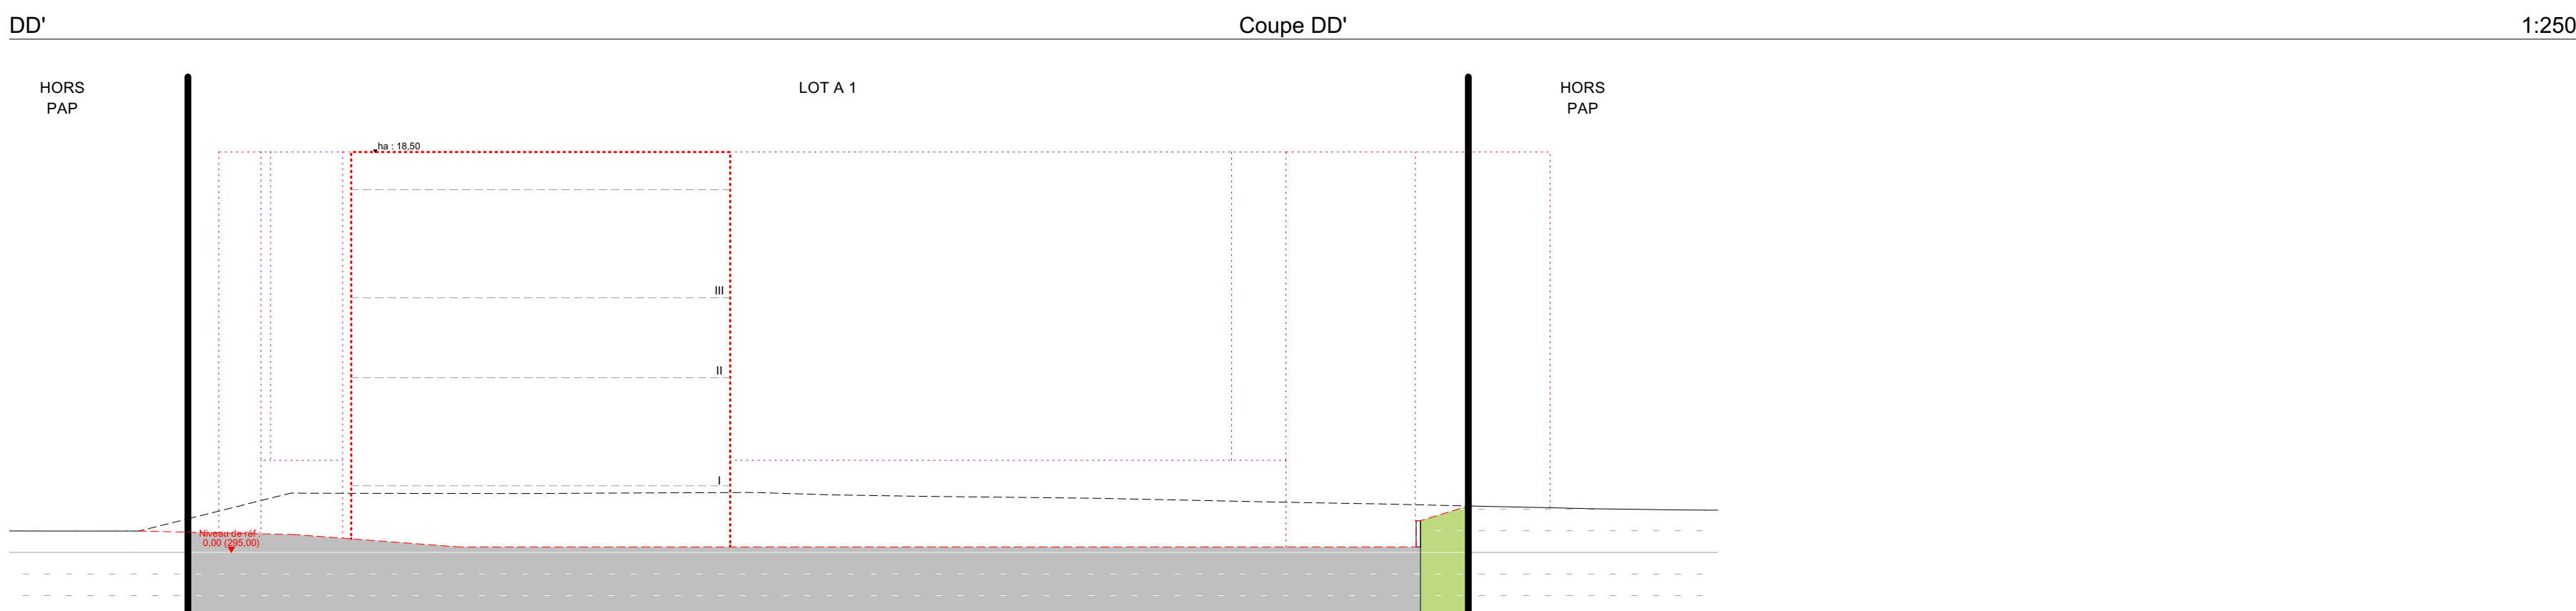 DD'
Coupe DD'
1:250
HORS
PAP
LOT A 1
HORS
PAP
ha : 18,50
III
II
I
Niveau de réf :
0,00 (295,00)